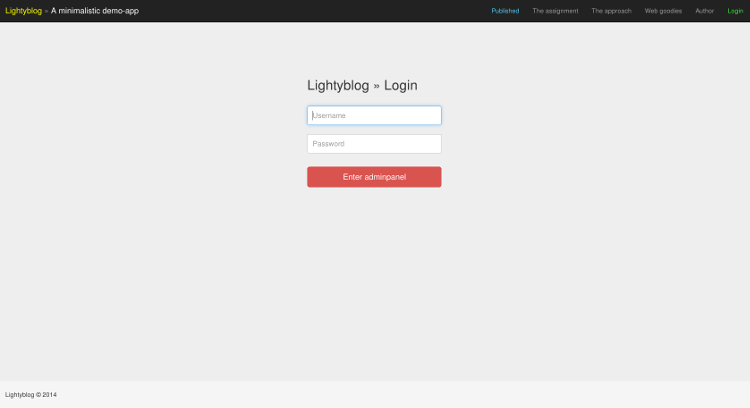 Lightyblog » A minimalistic demo-app Published The assignment The approach Web goodies Author Login
Lightyblog » Login
Username
Password
Enter adminpanel
Lightyblog © 2014